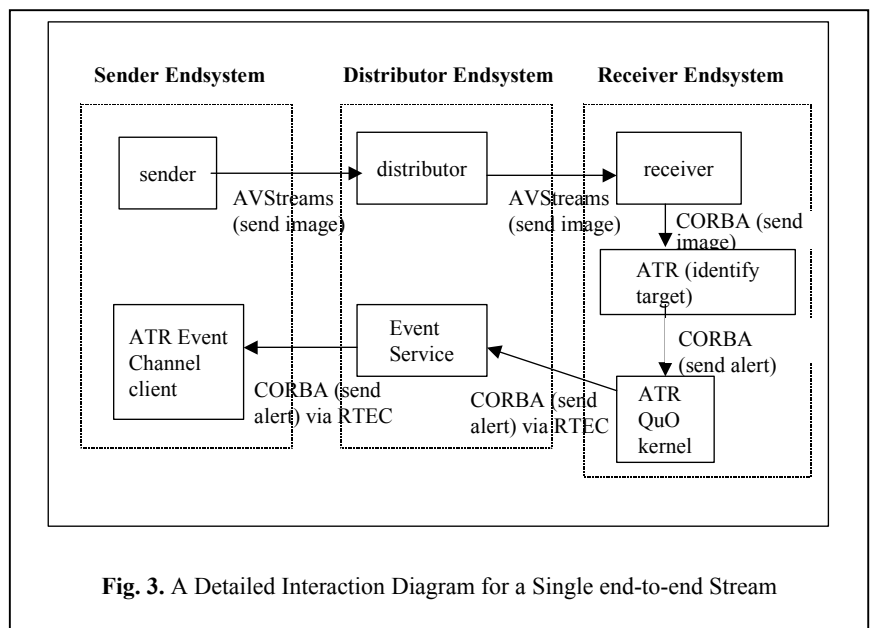 Sender Endsystem
Distributor Endsystem
Receiver Endsystem
sender
distributor
receiver
AVStreams
(send image)
AVStreams
(send image)
CORBA (send
image)
ATR (identify
target)
CORBA
(send alert)
ATR Event
Channel
client
Event
Service
ATR
QuO
kernel
CORBA (send
alert) via RTEC
CORBA (send
alert) via RTEC
Fig. 3. A Detailed Interaction Diagram for a Single end-to-end Stream